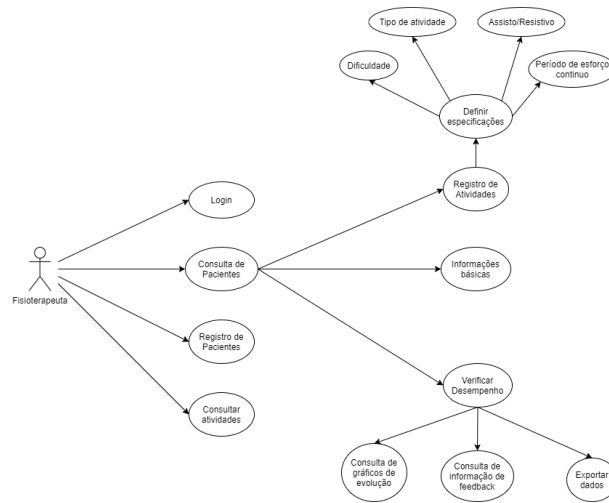 Tipo de atividade
Assisto/Resistivo
Dificuldade
Período de esforço
continuo
Definir
especificações
Registro de
Atividades
Login
Consulta de
Pacientes
Informações
básicas
Fisioterapeuta
Registro de
Pacientes
Verificar
Desempenho
Consultar
atividades
Consulta de
gráficos de
evolução
Consulta de
informação de
feedback
Exportar
dados